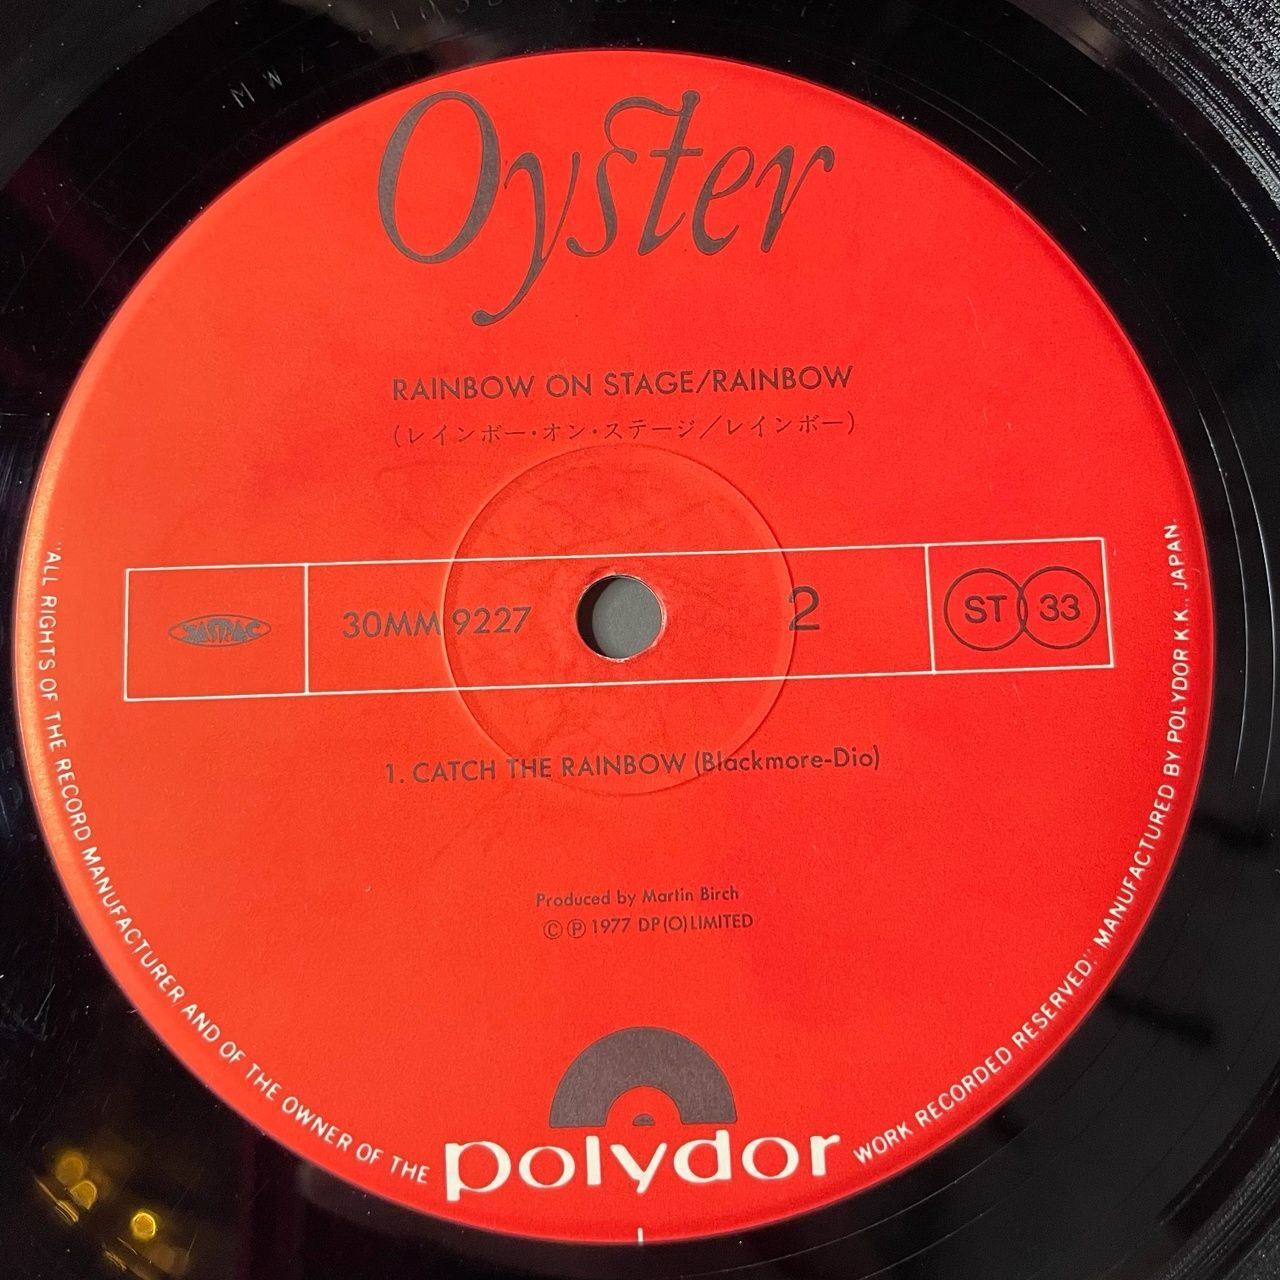 Oyster
RAINBOW ON STAGE/RAINBOW
(レインボー・オン・ステージ/レインボー)
JASRAC
30MM 9227
2
ST 33
1. CATCH THE RAINBOW (Blackmore-Dio)
Produced by Martin Birch
© ℗ 1977 DP(O)LIMITED
polydor
"ALL RIGHTS OF THE RECORD MANUFACTURER AND OF THE OWNER OF THE WORK RECORDED RESERVED." MANUFACTURED BY POLYDOR K.K., JAPAN